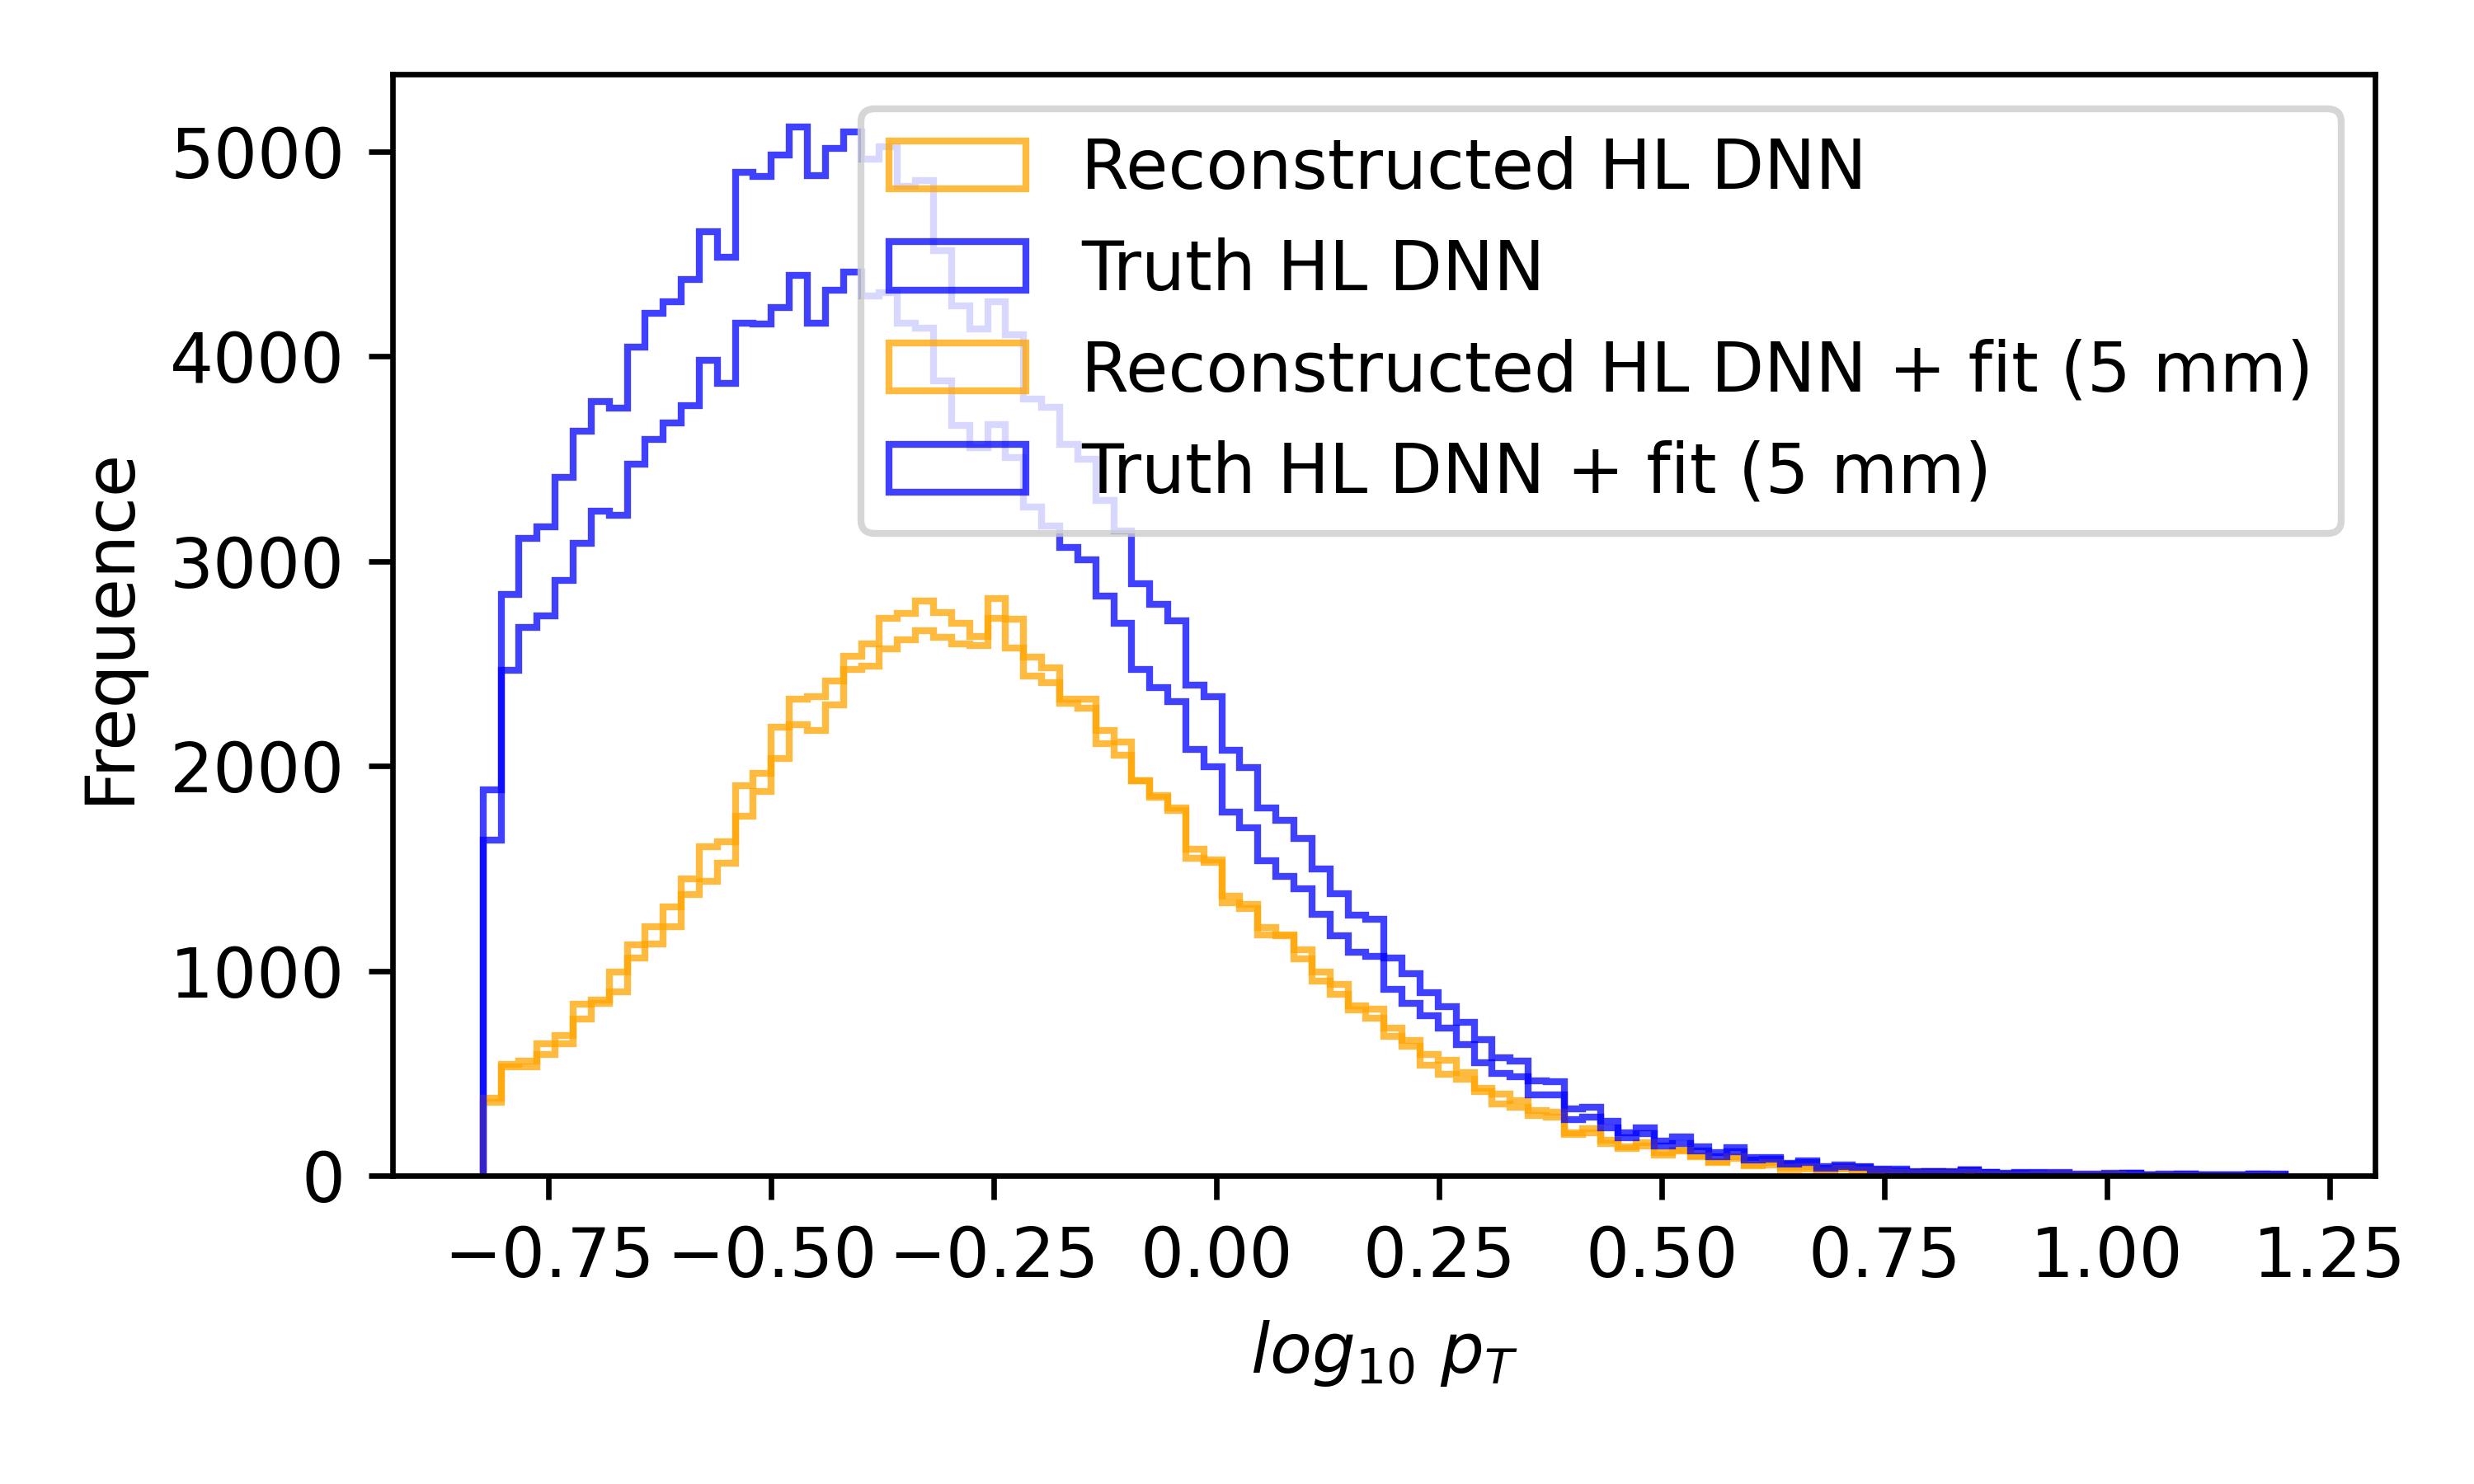 Reconstructed HL DNN
Truth HL DNN
Reconstructed HL DNN + fit (5 mm)
Truth HL DNN + fit (5 mm)
Frequence
5000
4000
3000
2000
1000
0
−0.75 −0.50 −0.25 0.00 0.25 0.50 0.75 1.00 1.25
log₁₀ p_T